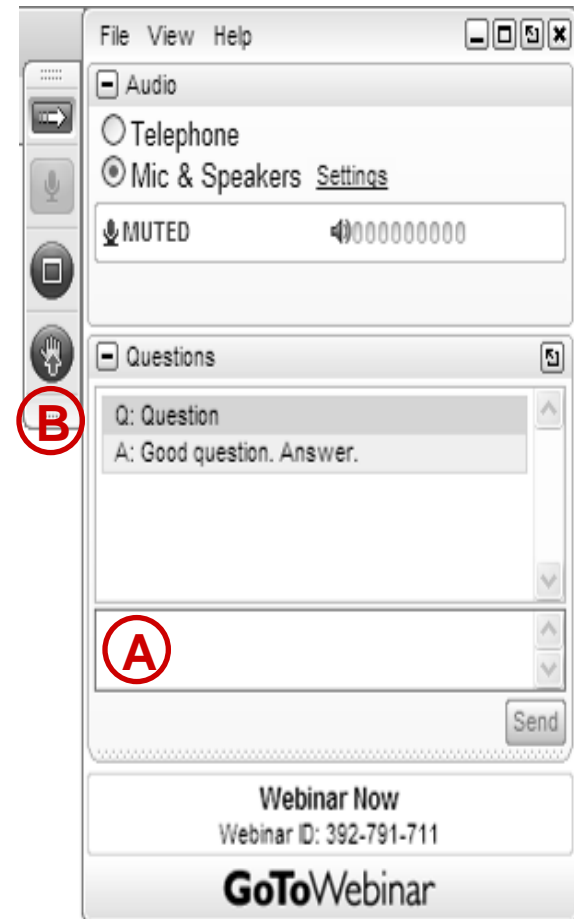 File View Help
Audio
Telephone
Mic & Speakers Settings
MUTED 000000000
Questions
B
Q: Question
A: Good question. Answer.
A
Send
Webinar Now
Webinar ID: 392-791-711
GoToWebinar